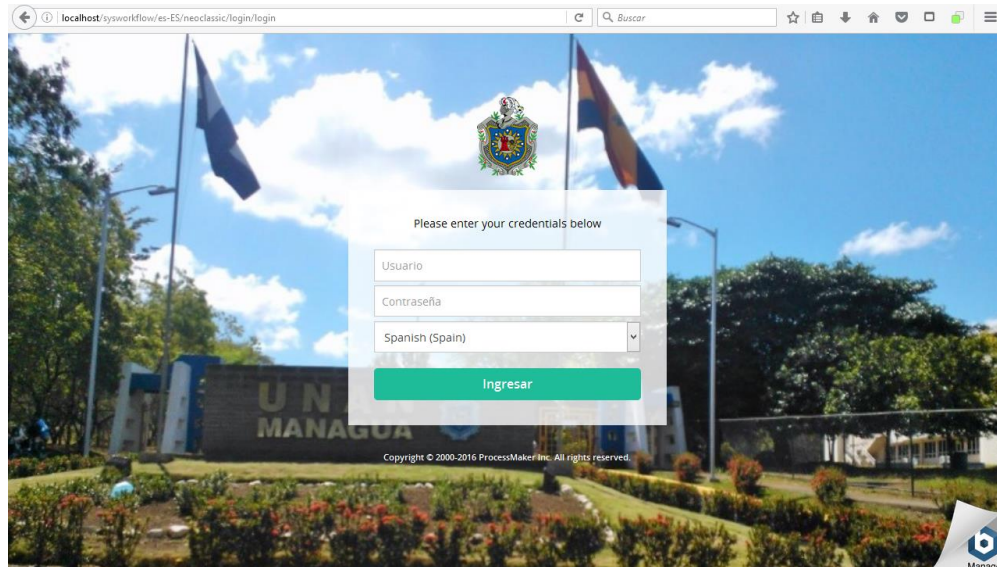 localhost/sysworkflow/es-ES/neoclassic/login/login
Buscar
Please enter your credentials below
Usuario
Contraseña
Spanish (Spain)
Ingresar
UNAN
MANAGUA
Copyright © 2000-2016 ProcessMaker Inc. All rights reserved.